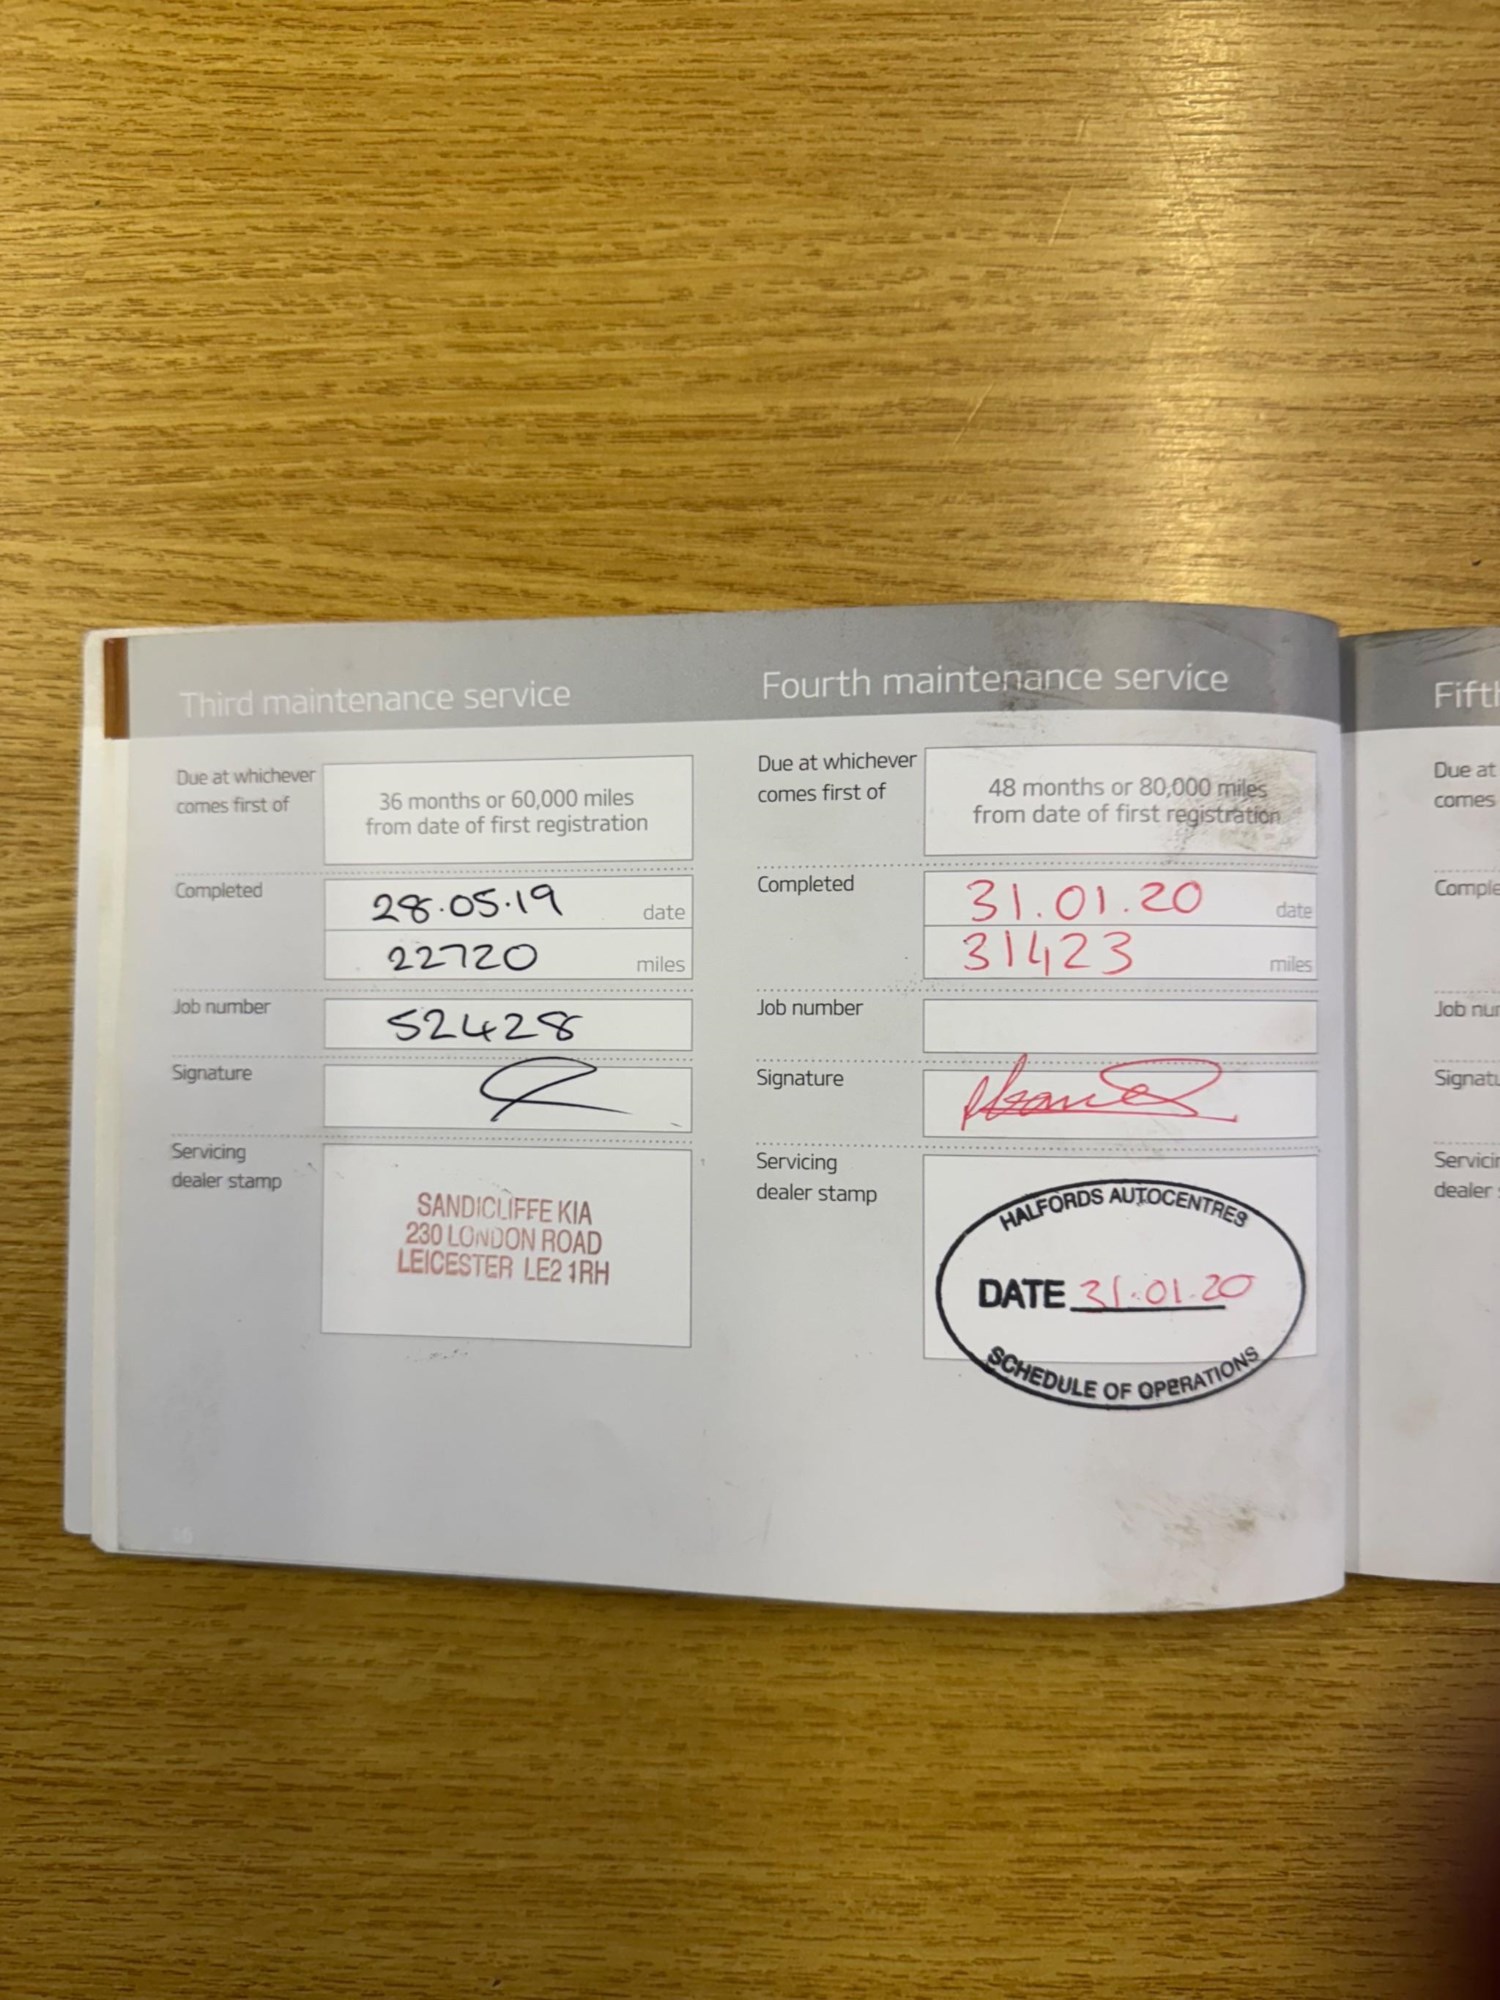 Third maintenance service
Due at whichever
comes first of
36 months or 60,000 miles
from date of first registration
Completed
28.05.19 date
22720 miles
Job number
52428
Signature
Servicing
dealer stamp
SANDICLIFFE KIA
230 LONDON ROAD
LEICESTER LE2 1RH
Fourth maintenance service
Due at whichever
comes first of
48 months or 80,000 miles
from date of first registration
Completed
31.01.20 date
31423 miles
Job number
Signature
Servicing
dealer stamp
HALFORDS AUTOCENTRES
DATE 31.01.20
SCHEDULE OF OPERATIONS
Due at
comes
Signatu
dealer